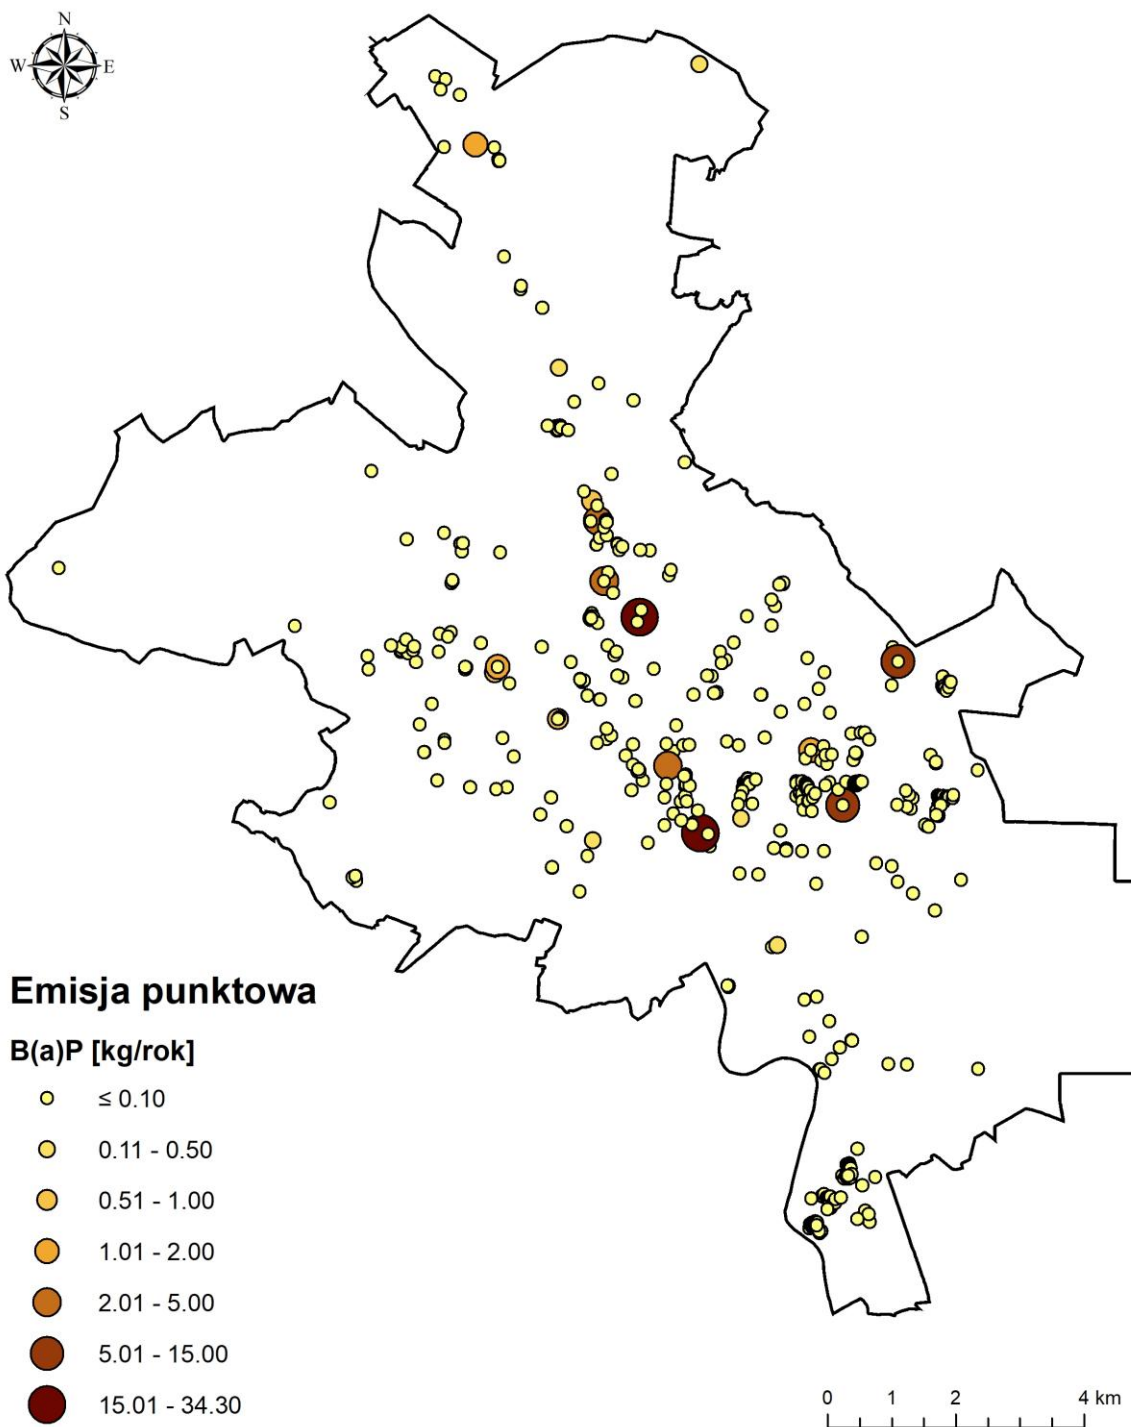 N
W E
S
Emisja punktowa
B(a)P [kg/rok]
≤ 0.10
0.11 - 0.50
0.51 - 1.00
1.01 - 2.00
2.01 - 5.00
5.01 - 15.00
15.01 - 34.30
0 1 2 4 km